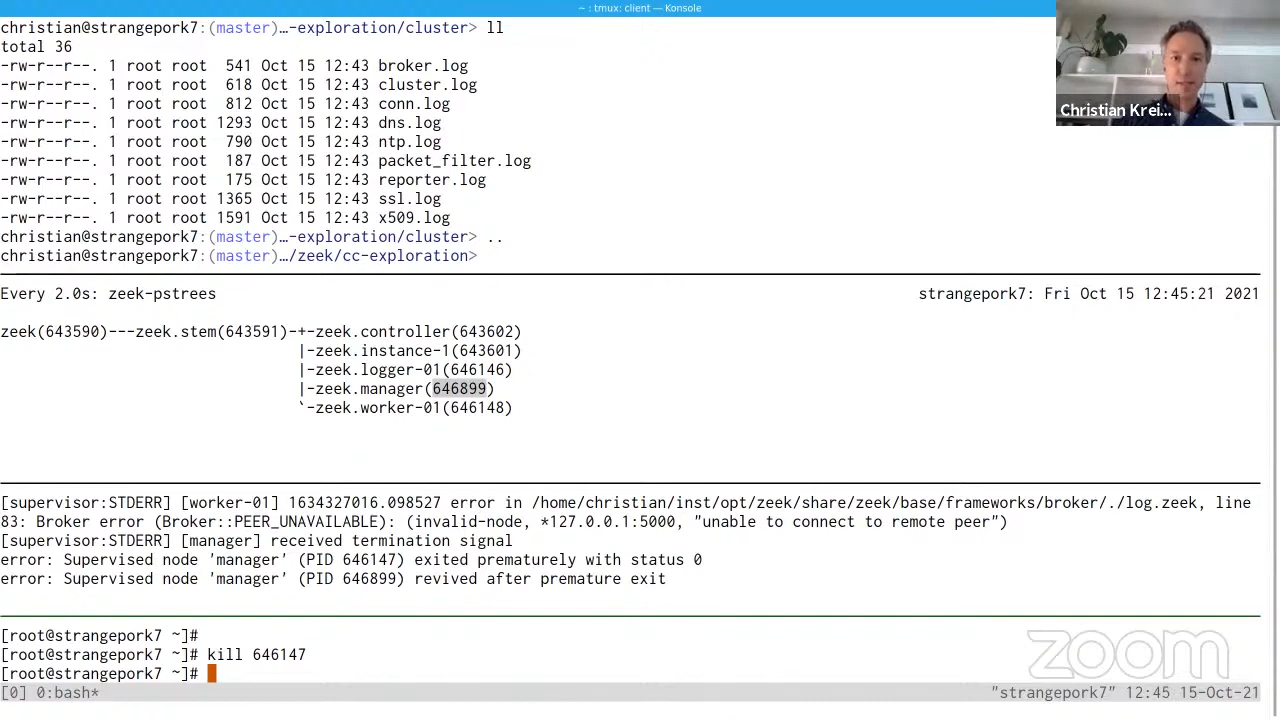 ~ : tmux: client — Konsole
christian@strangepork7:(master)…-exploration/cluster> ll
total 36
-rw-r--r--. 1 root root  541 Oct 15 12:43 broker.log
-rw-r--r--. 1 root root  618 Oct 15 12:43 cluster.log
-rw-r--r--. 1 root root  812 Oct 15 12:43 conn.log
-rw-r--r--. 1 root root 1293 Oct 15 12:43 dns.log
-rw-r--r--. 1 root root  790 Oct 15 12:43 ntp.log
-rw-r--r--. 1 root root  187 Oct 15 12:43 packet_filter.log
-rw-r--r--. 1 root root  175 Oct 15 12:43 reporter.log
-rw-r--r--. 1 root root 1365 Oct 15 12:43 ssl.log
-rw-r--r--. 1 root root 1591 Oct 15 12:43 x509.log
christian@strangepork7:(master)…-exploration/cluster> ..
christian@strangepork7:(master)…/zeek/cc-exploration>
Christian Krei...
Every 2.0s: zeek-pstrees strangepork7: Fri Oct 15 12:45:21 2021
zeek(643590)---zeek.stem(643591)-+-zeek.controller(643602)
|-zeek.instance-1(643601)
|-zeek.logger-01(646146)
|-zeek.manager(646899)
`-zeek.worker-01(646148)
[supervisor:STDERR] [worker-01] 1634327016.098527 error in /home/christian/inst/opt/zeek/share/zeek/base/frameworks/broker/./log.zeek, line
83: Broker error (Broker::PEER_UNAVAILABLE): (invalid-node, *127.0.0.1:5000, "unable to connect to remote peer")
[supervisor:STDERR] [manager] received termination signal
error: Supervised node 'manager' (PID 646147) exited prematurely with status 0
error: Supervised node 'manager' (PID 646899) revived after premature exit
[root@strangepork7 ~]#
[root@strangepork7 ~]# kill 646147
[root@strangepork7 ~]#
zoom
[0] 0:bash* "strangepork7" 12:45 15-Oct-21